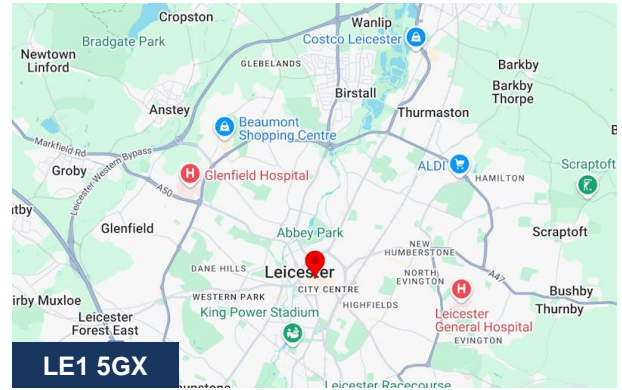 Cropston
Wanlip
Costco Leicester
Bradgate Park
Newtown
Linford
GLEBELANDS
Barkby
Barkby
Thorpe
Birstall
Anstey
Thurmaston
Beaumont
Shopping Centre
Markfield Rd
Leicester Western Bypass
ALDI
Scraptoft
Groby
Glenfield Hospital
HAMILTON
A50
Abbey Park
Glenfield
Scraptoft
NEW
HUMBERSTONE
DANE HILLS
Leicester
CITY CENTRE
NORTH
EVINGTON
A47
WESTERN PARK
HIGHFIELDS
Bushby
Thurnby
irby Muxloe
Leicester
Forest East
King Power Stadium
Leicester
General Hospital
EVINGTON
LE1 5GX
Leicester Racecourse